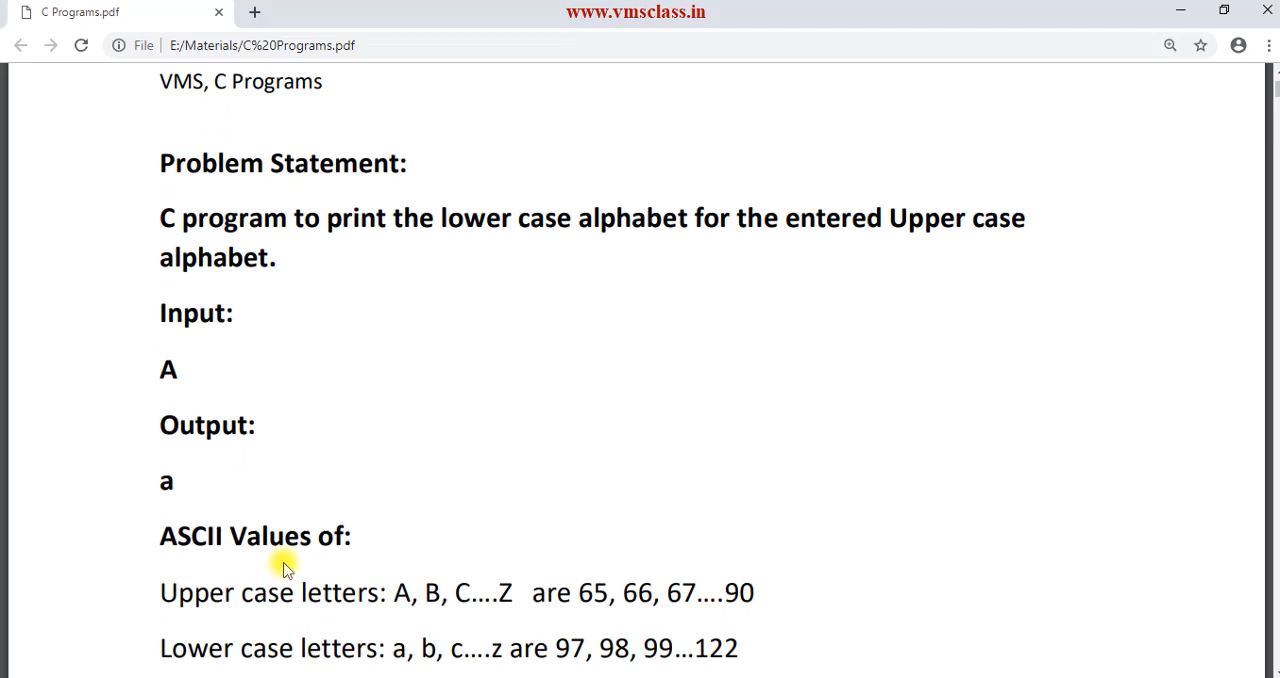 C Programs.pdf
www.vmsclass.in
File E:/Materials/C%20Programs.pdf
VMS, C Programs
Problem Statement:
C program to print the lower case alphabet for the entered Upper case
alphabet.
Input:
A
Output:
a
ASCII Values of:
Upper case letters: A, B, C....Z are 65, 66, 67....90
Lower case letters: a, b, c....z are 97, 98, 99...122